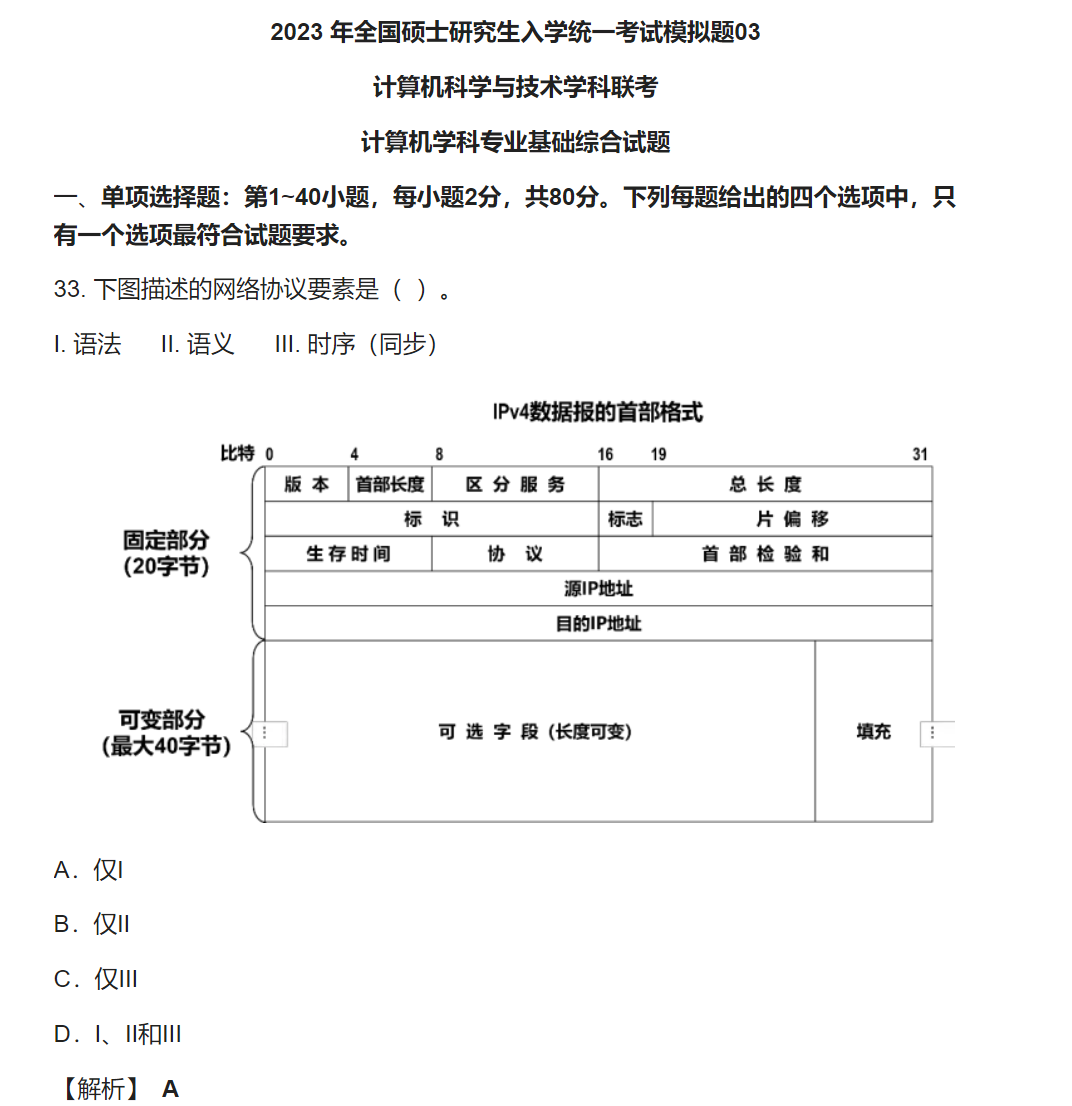 2023 年全国硕士研究生入学统一考试模拟题03
计算机科学与技术学科联考
计算机学科专业基础综合试题
一、单项选择题：第1~40小题，每小题2分，共80分。下列每题给出的四个选项中，只
有一个选项最符合试题要求。
33. 下图描述的网络协议要素是（ ）。
I. 语法 II. 语义 III. 时序（同步）
IPv4数据报的首部格式
比特 0 4 8 16 19 31
版 本 首部长度 区 分 服 务 总 长 度
标 识 标志 片 偏 移
固定部分
(20字节)
生 存 时 间 协 议 首 部 检 验 和
源IP地址
目的IP地址
可变部分
(最大40字节)
可 选 字 段 (长度可变) 填充
A. 仅I
B. 仅II
C. 仅III
D. I、II和III
【解析】 A